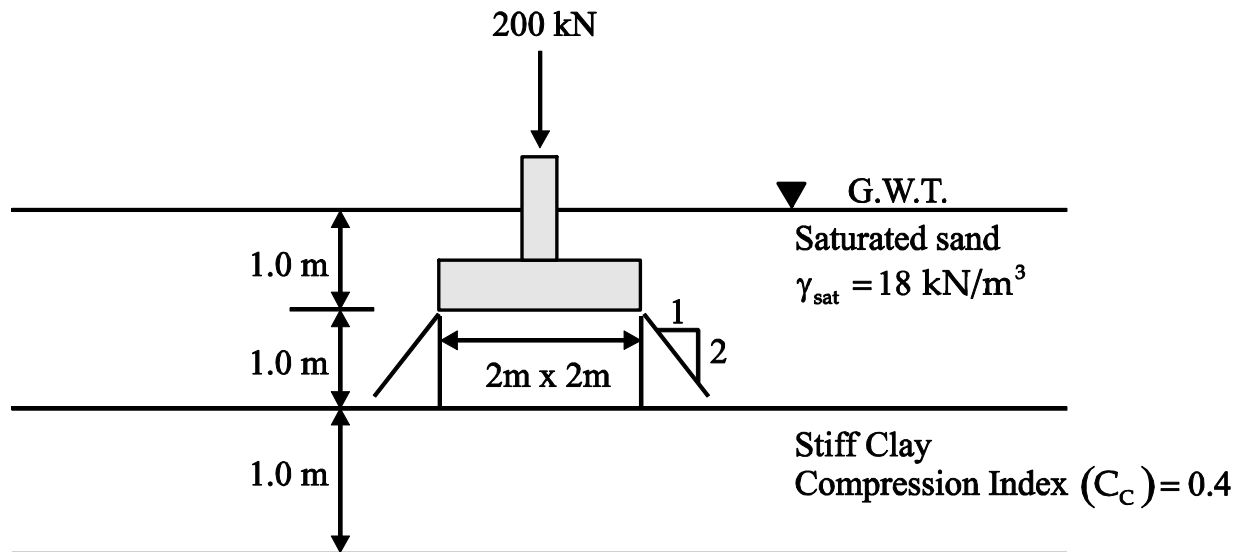 200 kN
G.W.T.
1.0 m
Saturated sand
γsat = 18 kN/m³
1
2
1.0 m
2m x 2m
1.0 m
Stiff Clay
Compression Index (CC) = 0.4